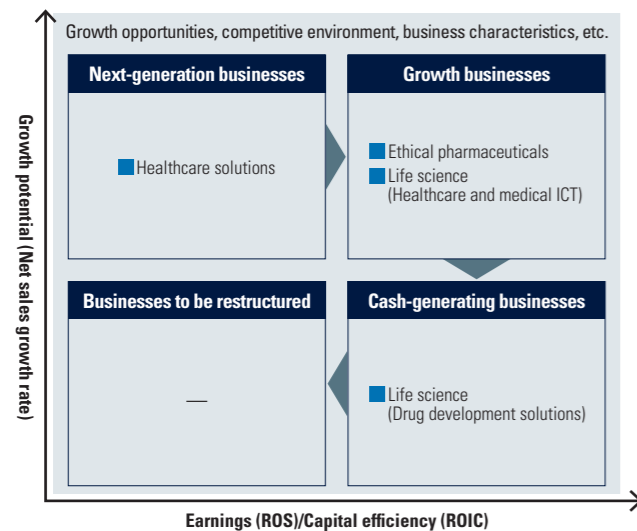 Growth opportunities, competitive environment, business characteristics, etc.
Next-generation businesses
Healthcare solutions
Growth businesses
Ethical pharmaceuticals
Life science
(Healthcare and medical ICT)
Businesses to be restructured
—
Cash-generating businesses
Life science
(Drug development solutions)
Growth potential (Net sales growth rate)
Earnings (ROS)/Capital efficiency (ROIC)